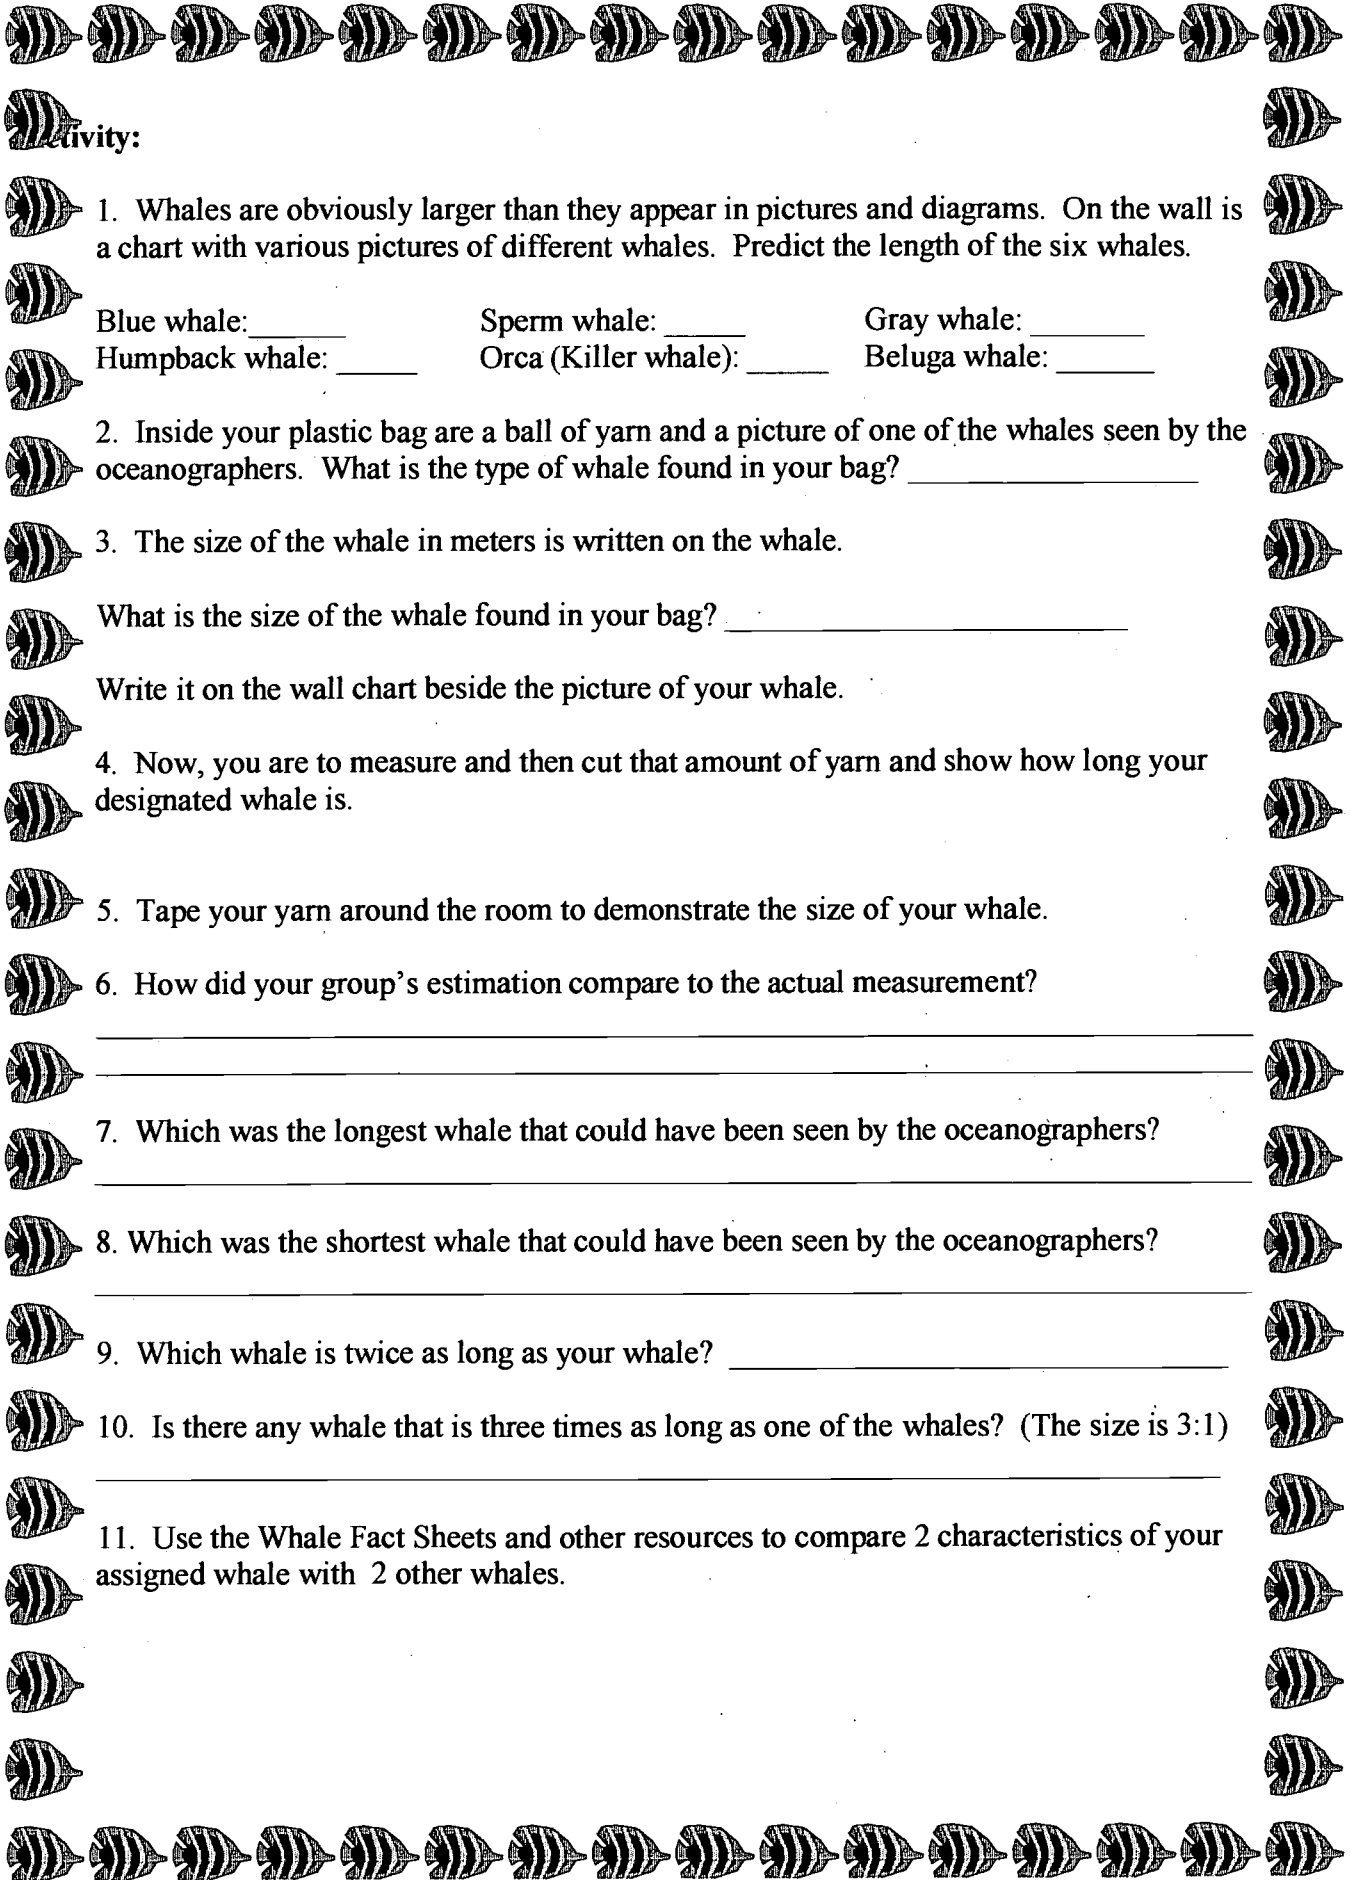 Activity:
1. Whales are obviously larger than they appear in pictures and diagrams. On the wall is
a chart with various pictures of different whales. Predict the length of the six whales.
Blue whale:______ Sperm whale: _____ Gray whale: _______
Humpback whale: _____ Orca (Killer whale): _____ Beluga whale: ______
2. Inside your plastic bag are a ball of yarn and a picture of one of the whales seen by the
oceanographers. What is the type of whale found in your bag? __________________
3. The size of the whale in meters is written on the whale.
What is the size of the whale found in your bag? _________________________
Write it on the wall chart beside the picture of your whale.
4. Now, you are to measure and then cut that amount of yarn and show how long your
designated whale is.
5. Tape your yarn around the room to demonstrate the size of your whale.
6. How did your group's estimation compare to the actual measurement?
7. Which was the longest whale that could have been seen by the oceanographers?
8. Which was the shortest whale that could have been seen by the oceanographers?
9. Which whale is twice as long as your whale? _______________________________
10. Is there any whale that is three times as long as one of the whales? (The size is 3:1)
11. Use the Whale Fact Sheets and other resources to compare 2 characteristics of your
assigned whale with 2 other whales.